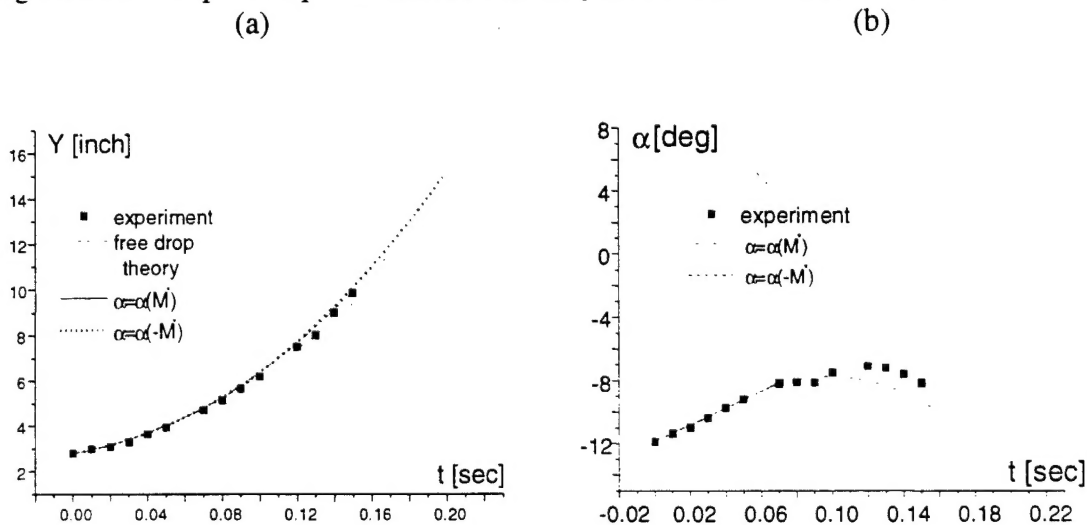 (a)
(b)
Y [inch]
16
14
12
10
8
6
4
2
experiment
free drop
theory
α=α(M*)
α=α(-M*)
t [sec]
0.00 0.04 0.08 0.12 0.16 0.20
α[deg]
8
4
0
-4
-8
-12
experiment
α=α(M*)
α=α(-M*)
t [sec]
-0.02 0.02 0.06 0.10 0.14 0.18 0.22